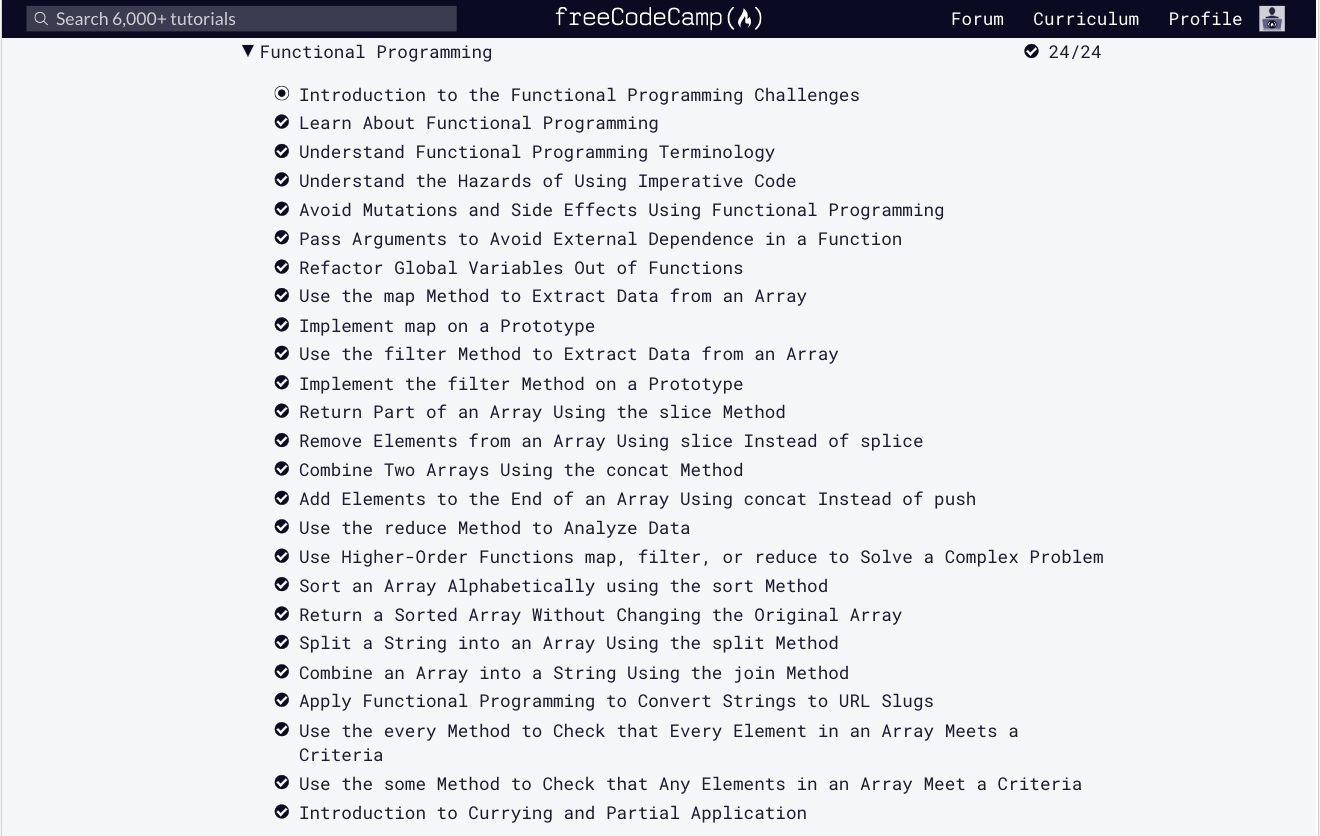 Search 6,000+ tutorials
freeCodeCamp
Forum Curriculum Profile
Functional Programming 24/24
Introduction to the Functional Programming Challenges
Learn About Functional Programming
Understand Functional Programming Terminology
Understand the Hazards of Using Imperative Code
Avoid Mutations and Side Effects Using Functional Programming
Pass Arguments to Avoid External Dependence in a Function
Refactor Global Variables Out of Functions
Use the map Method to Extract Data from an Array
Implement map on a Prototype
Use the filter Method to Extract Data from an Array
Implement the filter Method on a Prototype
Return Part of an Array Using the slice Method
Remove Elements from an Array Using slice Instead of splice
Combine Two Arrays Using the concat Method
Add Elements to the End of an Array Using concat Instead of push
Use the reduce Method to Analyze Data
Use Higher-Order Functions map, filter, or reduce to Solve a Complex Problem
Sort an Array Alphabetically using the sort Method
Return a Sorted Array Without Changing the Original Array
Split a String into an Array Using the split Method
Combine an Array into a String Using the join Method
Apply Functional Programming to Convert Strings to URL Slugs
Use the every Method to Check that Every Element in an Array Meets a
Criteria
Use the some Method to Check that Any Elements in an Array Meet a Criteria
Introduction to Currying and Partial Application